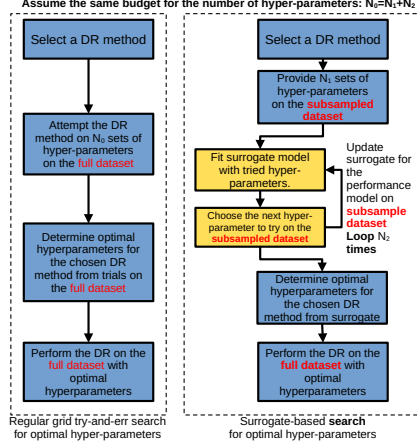 Assume the same budget for the number of hyper-parameters: N₀=N₁+N₂
Select a DR method
Attempt the DR
method on N₀ sets of
hyper-parameters
on the full dataset
Determine optimal
hyperparameters for
the chosen DR
method from trials on
the full dataset
Perform the DR on the
full dataset with
optimal
hyperparameters
Regular grid try-and-err search
for optimal hyper-parameters
Select a DR method
Provide N₁ sets of
hyper-parameters
on the subsampled
dataset
Fit surrogate model
with tried hyper-
parameters.
Choose the next hyper-
parameter to try on the
subsampled dataset
Update
surrogate for
the
performance
model on
subsample
dataset
Loop N₂
times
Determine optimal
hyperparameters for
the chosen DR
method from surrogate
Perform the DR on the
full dataset with
optimal
hyperparameters
Surrogate-based search
for optimal hyper-parameters